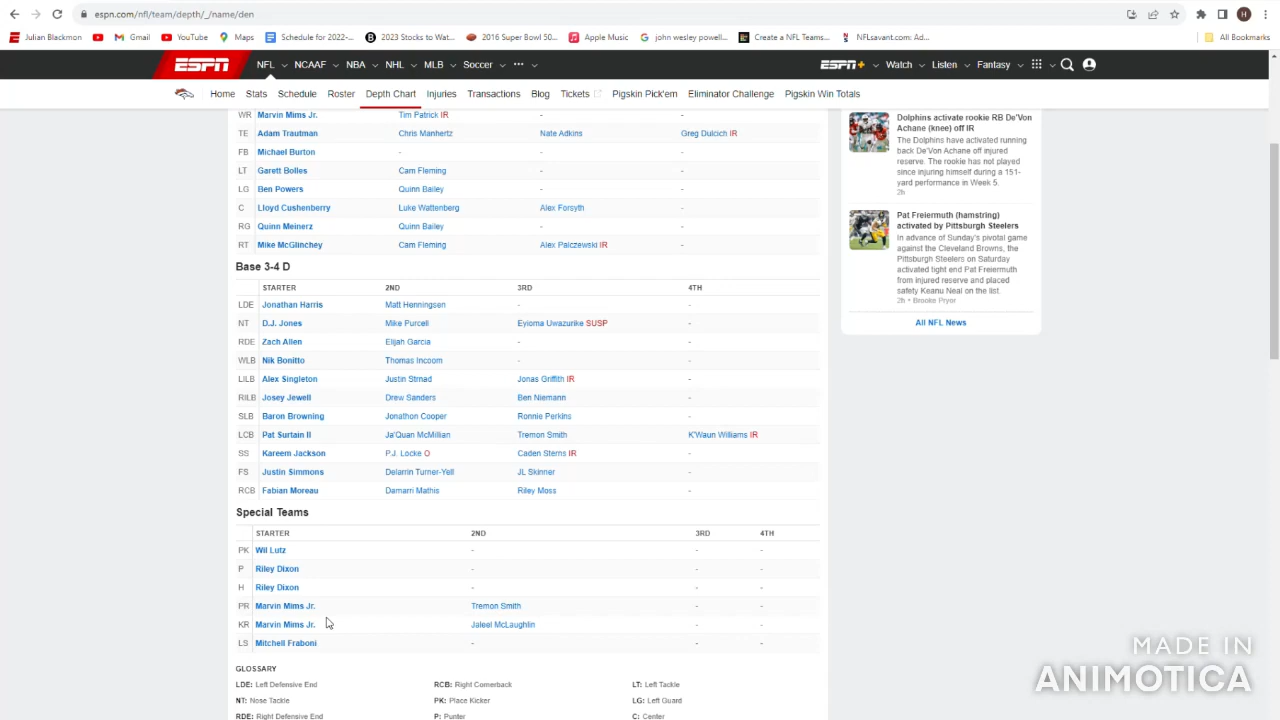 espn.com/nfl/team/depth/_/name/den
H
Julian Blackmon Gmail YouTube Maps Schedule for 2022-... 2023 Stocks to Wat... 2016 Super Bowl 50... Apple Music john wesley powell... Create a NFL Teams... NFLsavant.com: Ad... All Bookmarks
ESPN NFL NCAAF NBA NHL MLB Soccer ••• ESPN+ Watch Listen Fantasy
Home Stats Schedule Roster Depth Chart Injuries Transactions Blog Tickets Pigskin Pick'em Eliminator Challenge Pigskin Win Totals
WR Marvin Mims Jr. Tim Patrick IR - -
TE Adam Trautman Chris Manhertz Nate Adkins Greg Dulcich IR
FB Michael Burton - - -
LT Garett Bolles Cam Fleming - -
LG Ben Powers Quinn Bailey - -
C Lloyd Cushenberry Luke Wattenberg Alex Forsyth -
RG Quinn Meinerz Quinn Bailey - -
RT Mike McGlinchey Cam Fleming Alex Palczewski IR -
Base 3-4 D
STARTER 2ND 3RD 4TH
LDE Jonathan Harris Matt Henningsen - -
NT D.J. Jones Mike Purcell Eyioma Uwazurike SUSP -
RDE Zach Allen Elijah Garcia - -
WLB Nik Bonitto Thomas Incoom - -
LILB Alex Singleton Justin Strnad Jonas Griffith IR -
RILB Josey Jewell Drew Sanders Ben Niemann -
SLB Baron Browning Jonathon Cooper Ronnie Perkins -
LCB Pat Surtain II Ja'Quan McMillian Tremon Smith K'Waun Williams IR
SS Kareem Jackson P.J. Locke O Caden Sterns IR -
FS Justin Simmons Delarrin Turner-Yell JL Skinner -
RCB Fabian Moreau Damarri Mathis Riley Moss -
Special Teams
STARTER 2ND 3RD 4TH
PK Wil Lutz - - -
P Riley Dixon - - -
H Riley Dixon - - -
PR Marvin Mims Jr. Tremon Smith - -
KR Marvin Mims Jr. Jaleel McLaughlin - -
LS Mitchell Fraboni - - -
GLOSSARY
LDE: Left Defensive End RCB: Right Cornerback LT: Left Tackle
NT: Nose Tackle PK: Place Kicker LG: Left Guard
RDE: Right Defensive End P: Punter C: Center
Dolphins activate rookie RB De'Von
Achane (knee) off IR
The Dolphins have activated running
back De'Von Achane off injured
reserve. The rookie has not played
since injuring himself during a 151-
yard performance in Week 5.
2h
Pat Freiermuth (hamstring)
activated by Pittsburgh Steelers
In advance of Sunday's pivotal game
against the Cleveland Browns, the
Pittsburgh Steelers on Saturday
activated tight end Pat Freiermuth
from injured reserve and placed
safety Keanu Neal on the list.
2h • Brooke Pryor
All NFL News
MADE IN
ANIMOTICA